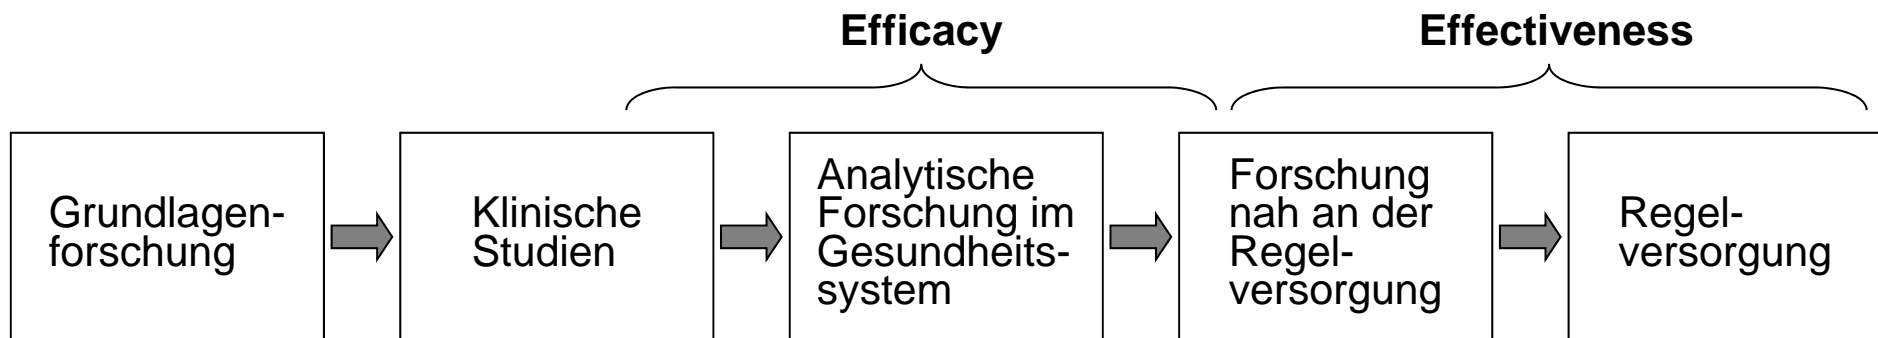 Efficacy
Effectiveness
Grundlagen-
forschung
Klinische
Studien
Analytische
Forschung im
Gesundheits-
system
Forschung
nah an der
Regel-
versorgung
Regel-
versorgung